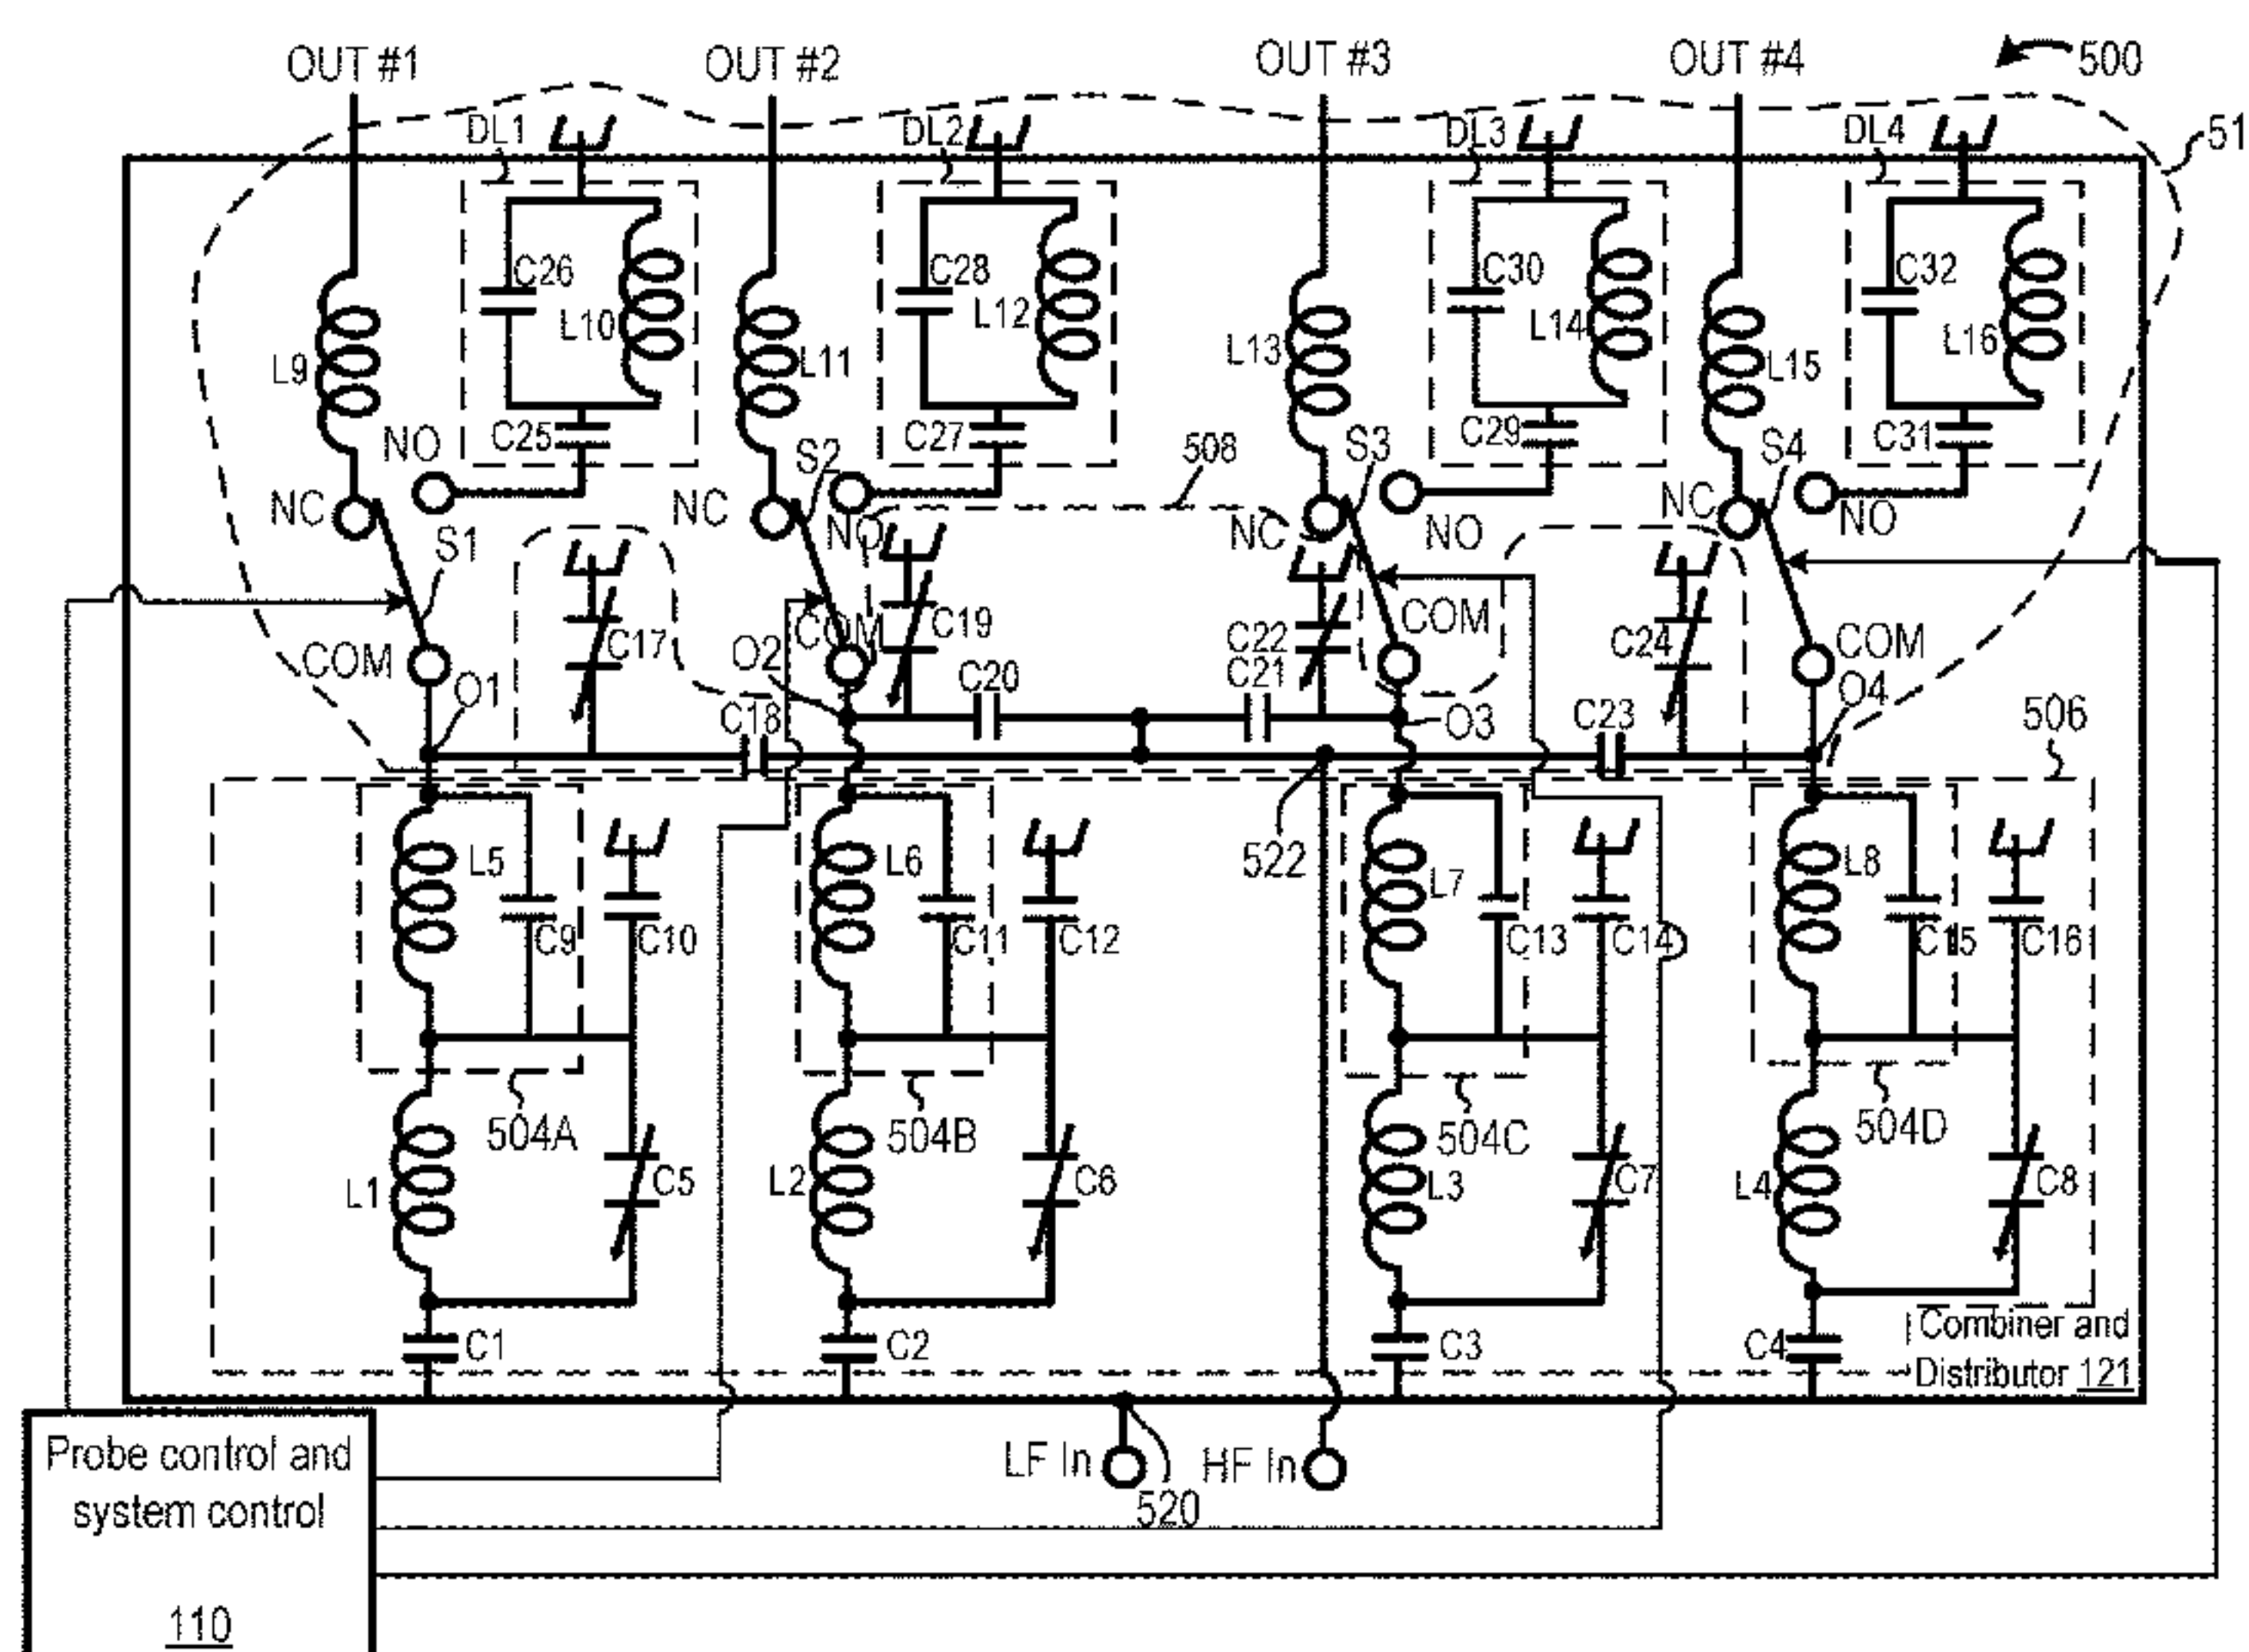 OUT #1 OUT #2 OUT #3 OUT #4 500
DL1 DL2 DL3 DL4 51
C26 C28 C30 C32
L10 L12 L14 L16
L9 L11 L13 L15
C25 C27 C29 C31
NO S2 508 S3 S4
NC NC NO NC NO NC NO
S1
C17 COM C19 C22 COM C24 COM
COM O1 O2 C20 C21 O4
C18 O3 C23 506
L5 L6 522 L7 L8
C9 C10 C11 C12 C13 C14 C15 C16
504A 504B 504C 504D
L1 C5 L2 C6 L3 C7 L4 C8
C1 C2 C3 C4 Combiner and
Distributor 121
LF In HF In
520
Probe control and
system control
110